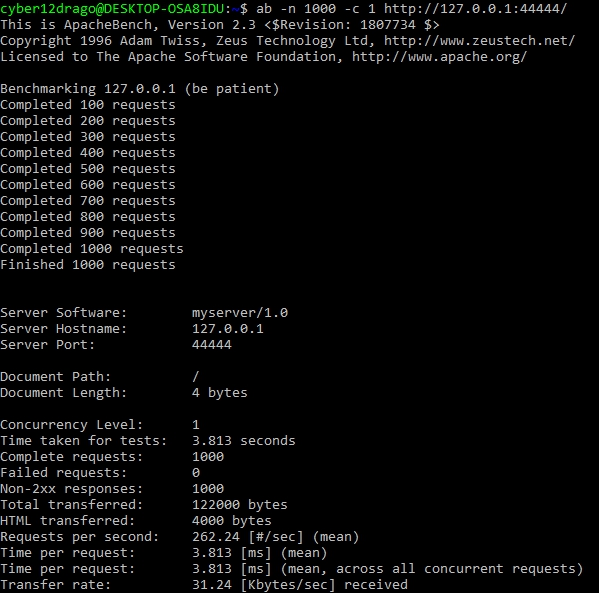 cyber12drago@DESKTOP-OSA8IDU:~$ ab -n 1000 -c 1 http://127.0.0.1:44444/
This is ApacheBench, Version 2.3 <$Revision: 1807734 $>
Copyright 1996 Adam Twiss, Zeus Technology Ltd, http://www.zeustech.net/
Licensed to The Apache Software Foundation, http://www.apache.org/

Benchmarking 127.0.0.1 (be patient)
Completed 100 requests
Completed 200 requests
Completed 300 requests
Completed 400 requests
Completed 500 requests
Completed 600 requests
Completed 700 requests
Completed 800 requests
Completed 900 requests
Completed 1000 requests
Finished 1000 requests

Server Software:        myserver/1.0
Server Hostname:        127.0.0.1
Server Port:            44444

Document Path:          /
Document Length:        4 bytes

Concurrency Level:      1
Time taken for tests:   3.813 seconds
Complete requests:      1000
Failed requests:        0
Non-2xx responses:      1000
Total transferred:      122000 bytes
HTML transferred:       4000 bytes
Requests per second:    262.24 [#/sec] (mean)
Time per request:       3.813 [ms] (mean)
Time per request:       3.813 [ms] (mean, across all concurrent requests)
Transfer rate:          31.24 [Kbytes/sec] received